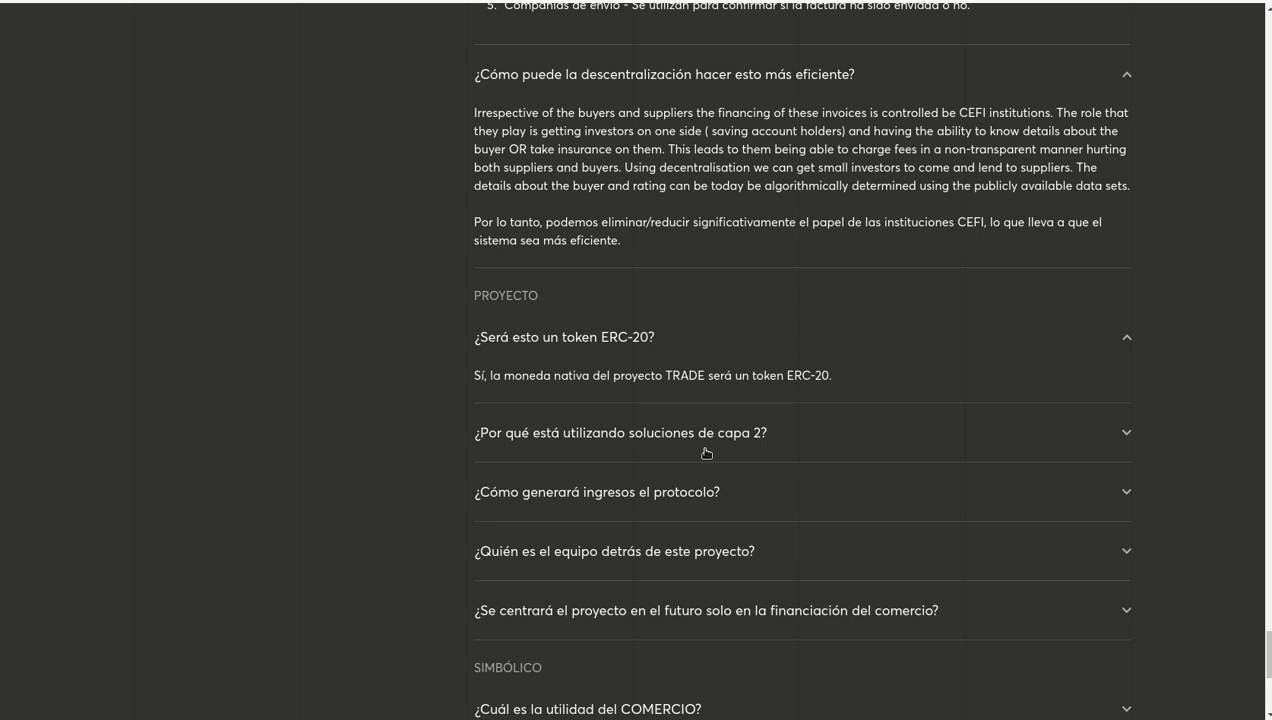 5. Compañías de envío - Se utilizan para confirmar si la factura ha sido enviada o no.
¿Cómo puede la descentralización hacer esto más eficiente?
Irrespective of the buyers and suppliers the financing of these invoices is controlled be CEFI institutions. The role that
they play is getting investors on one side ( saving account holders) and having the ability to know details about the
buyer OR take insurance on them. This leads to them being able to charge fees in a non-transparent manner hurting
both suppliers and buyers. Using decentralisation we can get small investors to come and lend to suppliers. The
details about the buyer and rating can be today be algorithmically determined using the publicly available data sets.
Por lo tanto, podemos eliminar/reducir significativamente el papel de las instituciones CEFI, lo que lleva a que el
sistema sea más eficiente.
PROYECTO
¿Será esto un token ERC-20?
Sí, la moneda nativa del proyecto TRADE será un token ERC-20.
¿Por qué está utilizando soluciones de capa 2?
¿Cómo generará ingresos el protocolo?
¿Quién es el equipo detrás de este proyecto?
¿Se centrará el proyecto en el futuro solo en la financiación del comercio?
SIMBÓLICO
¿Cuál es la utilidad del COMERCIO?